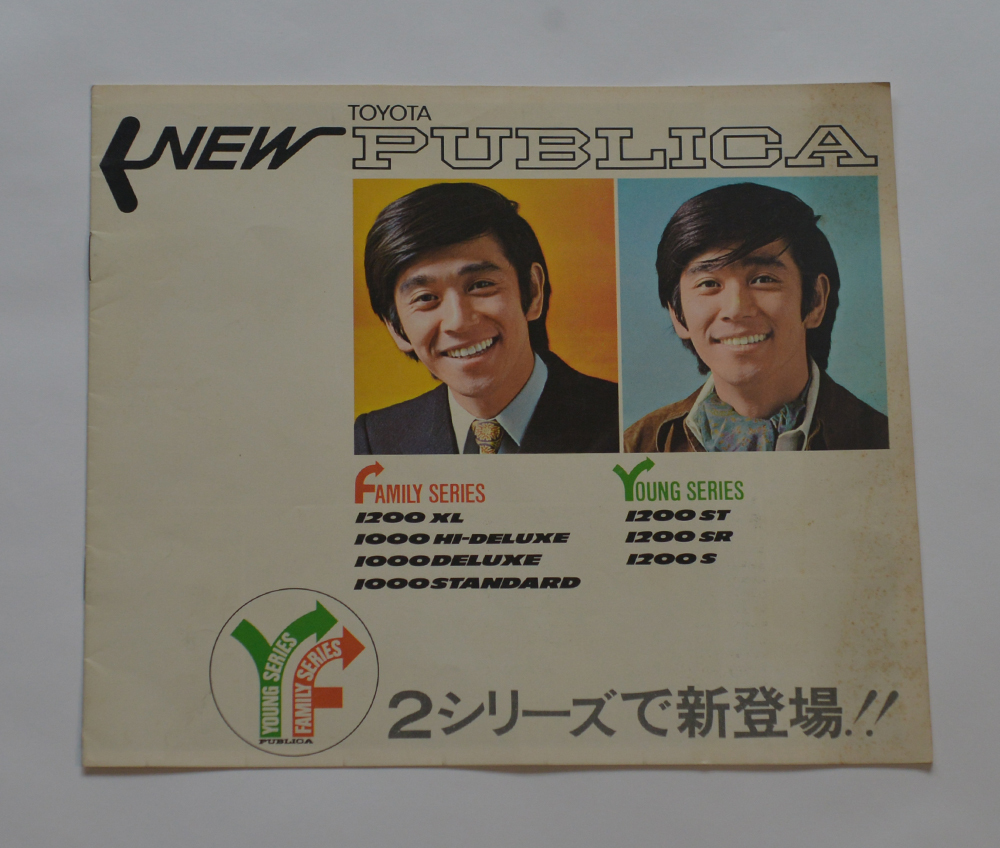 NEW
TOYOTA
PUBLICA
FAMILY SERIES
1200 XL
1000 HI-DELUXE
1000 DELUXE
1000 STANDARD
YOUNG SERIES
1200 ST
1200 SR
1200 S
YOUNG SERIES
FAMILY SERIES
PUBLICA
2シリーズで新登場!!